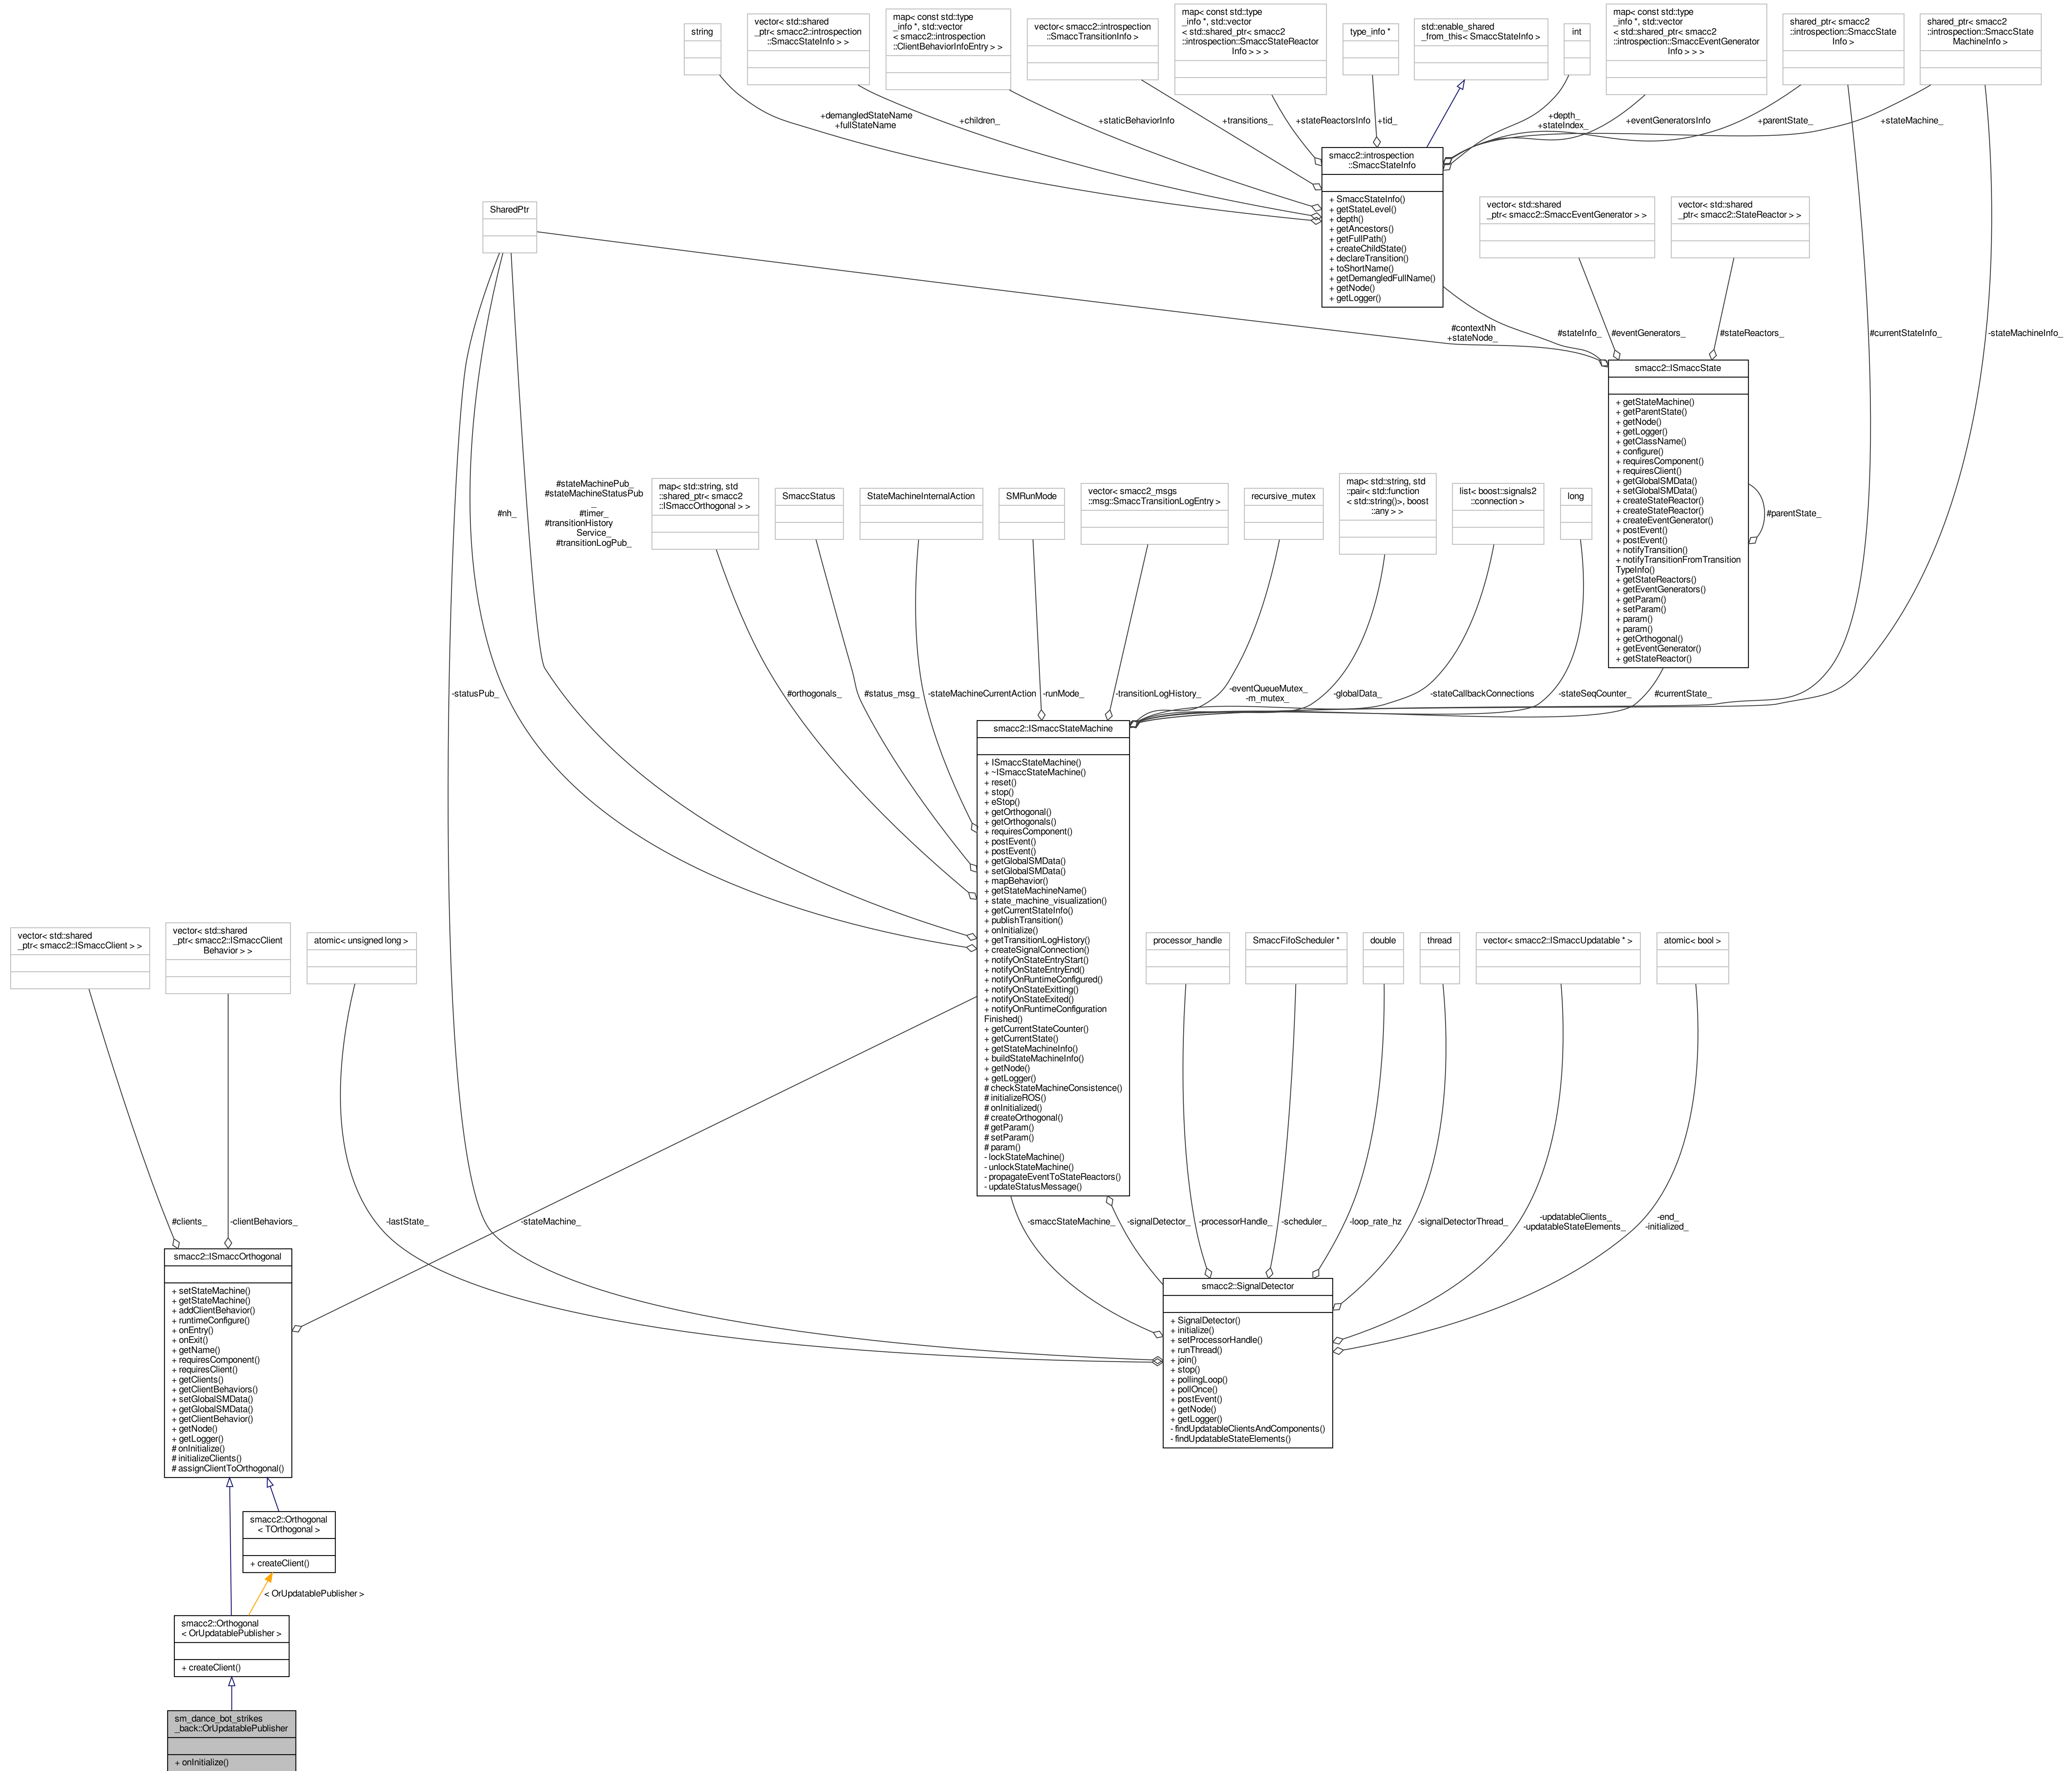 string
vector< std::shared
_ptr< smacc2::introspection
::SmaccStateInfo > >
map< const std::type
_info *, std::vector
< smacc2::introspection
::ClientBehaviorInfoEntry > >
vector< smacc2::introspection
::SmaccTransitionInfo >
map< const std::type
_info *, std::vector
< std::shared_ptr< smacc2
::introspection::SmaccStateReactor
Info > > >
type_info *
std::enable_shared
_from_this< SmaccStateInfo >
int
map< const std::type
_info *, std::vector
< std::shared_ptr< smacc2
::introspection::SmaccEventGenerator
Info > > >
shared_ptr< smacc2
::introspection::SmaccState
Info >
shared_ptr< smacc2
::introspection::SmaccState
MachineInfo >
+demangledStateName
+fullStateName
+children_
+staticBehaviorInfo
+transitions_
+stateReactorsInfo
+tid_
+depth_
+stateIndex_
+eventGeneratorsInfo
+parentState_
+stateMachine_
smacc2::introspection
::SmaccStateInfo
+ SmaccStateInfo()
+ getStateLevel()
+ depth()
+ getAncestors()
+ getFullPath()
+ createChildState()
+ declareTransition()
+ toShortName()
+ getDemangledFullName()
+ getNode()
+ getLogger()
SharedPtr
vector< std::shared
_ptr< smacc2::SmaccEventGenerator > >
vector< std::shared
_ptr< smacc2::StateReactor > >
#contextNh
+stateNode_
#stateInfo_
#eventGenerators_
#stateReactors_
#currentStateInfo_
-stateMachineInfo_
smacc2::ISmaccState
+ getStateMachine()
+ getParentState()
+ getNode()
+ getLogger()
+ getClassName()
+ configure()
+ requiresComponent()
+ requiresClient()
+ getGlobalSMData()
+ setGlobalSMData()
+ createStateReactor()
+ createStateReactor()
+ createEventGenerator()
+ postEvent()
+ postEvent()
+ notifyTransition()
+ notifyTransitionFromTransition
TypeInfo()
+ getStateReactors()
+ getEventGenerators()
+ getParam()
+ setParam()
+ param()
+ param()
+ getOrthogonal()
+ getEventGenerator()
+ getStateReactor()
#parentState_
#nh_
#stateMachinePub_
#stateMachineStatusPub
_
#timer_
#transitionHistory
Service_
#transitionLogPub_
map< std::string, std
::shared_ptr< smacc2
::ISmaccOrthogonal > >
SmaccStatus
StateMachineInternalAction
SMRunMode
vector< smacc2_msgs
::msg::SmaccTransitionLogEntry >
recursive_mutex
map< std::string, std
::pair< std::function
< std::string()>, boost
::any > >
list< boost::signals2
::connection >
long
-statusPub_
#orthogonals_
#status_msg_
-stateMachineCurrentAction
-runMode_
-transitionLogHistory_
-eventQueueMutex_
-m_mutex_
-globalData_
-stateCallbackConnections
-stateSeqCounter_
#currentState_
smacc2::ISmaccStateMachine
+ ISmaccStateMachine()
+ ~ISmaccStateMachine()
+ reset()
+ stop()
+ eStop()
+ getOrthogonal()
+ getOrthogonals()
+ requiresComponent()
+ postEvent()
+ postEvent()
+ getGlobalSMData()
+ setGlobalSMData()
+ mapBehavior()
+ getStateMachineName()
+ state_machine_visualization()
+ getCurrentStateInfo()
+ publishTransition()
+ onInitialize()
+ getTransitionLogHistory()
+ createSignalConnection()
+ notifyOnStateEntryStart()
+ notifyOnStateEntryEnd()
+ notifyOnRuntimeConfigured()
+ notifyOnStateExitting()
+ notifyOnStateExited()
+ notifyOnRuntimeConfiguration
Finished()
+ getCurrentStateCounter()
+ getCurrentState()
+ getStateMachineInfo()
+ buildStateMachineInfo()
+ getNode()
+ getLogger()
# checkStateMachineConsistence()
# initializeROS()
# onInitialized()
# createOrthogonal()
# getParam()
# setParam()
# param()
- lockStateMachine()
- unlockStateMachine()
- propagateEventToStateReactors()
- updateStatusMessage()
vector< std::shared
_ptr< smacc2::ISmaccClient > >
vector< std::shared
_ptr< smacc2::ISmaccClient
Behavior > >
atomic< unsigned long >
processor_handle
SmaccFifoScheduler *
double
thread
vector< smacc2::ISmaccUpdatable * >
atomic< bool >
#clients_
-clientBehaviors_
-lastState_
-stateMachine_
-smaccStateMachine_
-signalDetector_
-processorHandle_
-scheduler_
-loop_rate_hz
-signalDetectorThread_
-updatableClients_
-updatableStateElements_
-end_
-initialized_
smacc2::ISmaccOrthogonal
+ setStateMachine()
+ getStateMachine()
+ addClientBehavior()
+ runtimeConfigure()
+ onEntry()
+ onExit()
+ getName()
+ requiresComponent()
+ requiresClient()
+ getClients()
+ getClientBehaviors()
+ setGlobalSMData()
+ getGlobalSMData()
+ getClientBehavior()
+ getNode()
+ getLogger()
# onInitialize()
# initializeClients()
# assignClientToOrthogonal()
smacc2::SignalDetector
+ SignalDetector()
+ initialize()
+ setProcessorHandle()
+ runThread()
+ join()
+ stop()
+ pollingLoop()
+ pollOnce()
+ postEvent()
+ getNode()
+ getLogger()
- findUpdatableClientsAndComponents()
- findUpdatableStateElements()
smacc2::Orthogonal
< TOrthogonal >
+ createClient()
< OrUpdatablePublisher >
smacc2::Orthogonal
< OrUpdatablePublisher >
+ createClient()
sm_dance_bot_strikes
_back::OrUpdatablePublisher
+ onInitialize()